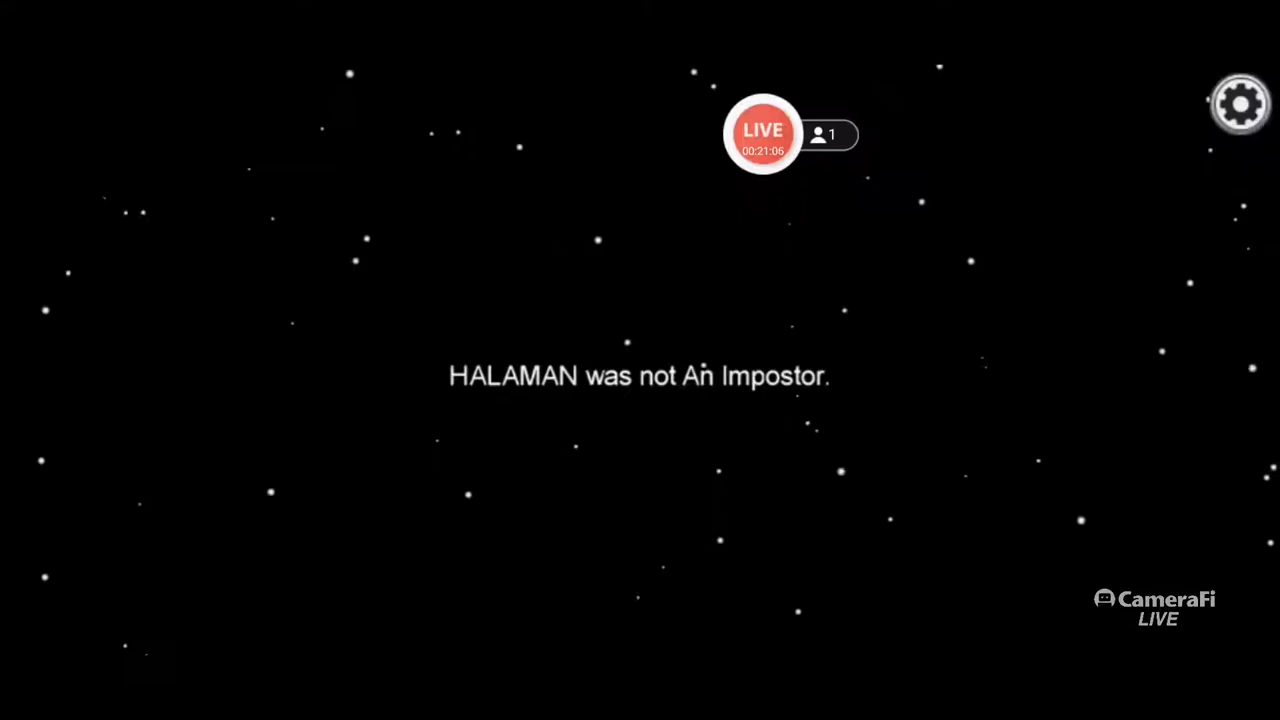 LIVE
00:21:06
1
HALAMAN was not An Impostor.
CameraFi
LIVE